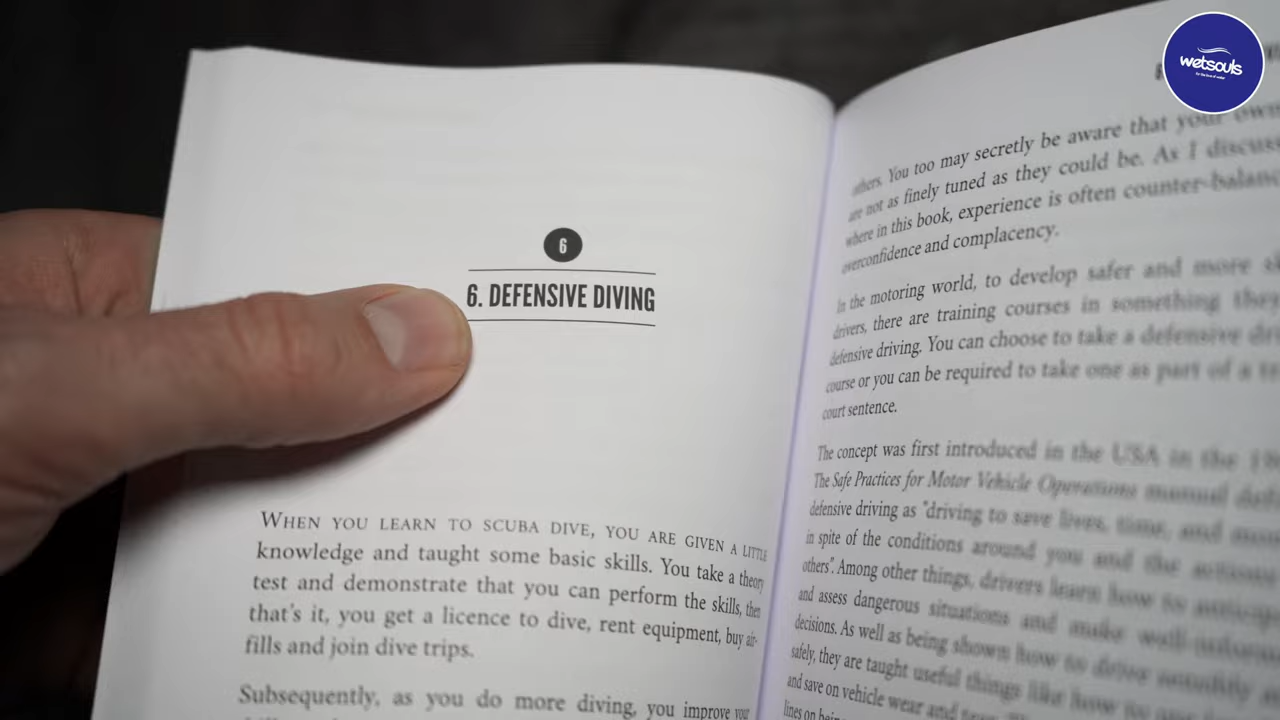 6
6. DEFENSIVE DIVING
WHEN YOU LEARN TO SCUBA DIVE, YOU ARE GIVEN A LITTLE
knowledge and taught some basic skills. You take a theory
test and demonstrate that you can perform the skills, then
that's it, you get a licence to dive, rent equipment, buy air-
fills and join dive trips.
Subsequently, as you do more diving, you improve your
others. You too may secretly be aware that your own
are not as finely tuned as they could be. As I discuss
where in this book, experience is often counter-balanc
overconfidence and complacency.
In the motoring world, to develop safer and more
drivers, there are training courses in something they
defensive driving. You can choose to take a defensive
course or you can be required to take one as part of a
court sentence.
The concept was first introduced in the USA in the
The Safe Practices for Motor Vehicle Operations manual
defensive driving as "driving to save lives, time, and
in spite of the conditions around you and the actions
others". Among other things, drivers learn how to
and assess dangerous situations and make
decisions. As well as being shown how to drive
safely, they are taught useful things like how to
and save on vehicle wear and
lines on
wetsouls
for the love of water